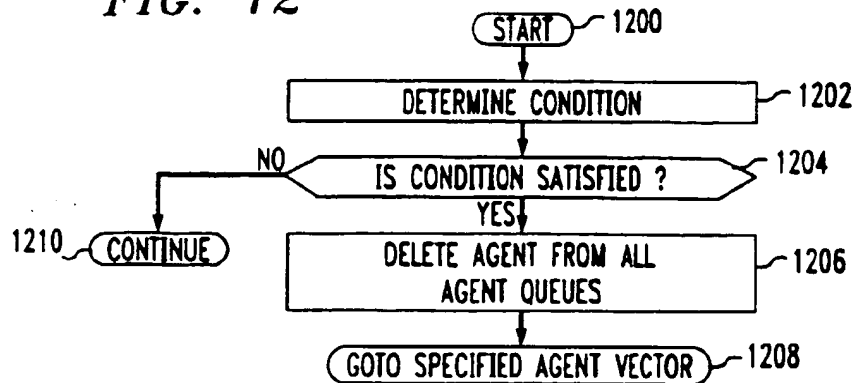 FIG. 12
START 1200
DETERMINE CONDITION 1202
NO
IS CONDITION SATISFIED ? 1204
YES
1210 CONTINUE
DELETE AGENT FROM ALL
AGENT QUEUES
1206
GOTO SPECIFIED AGENT VECTOR 1208